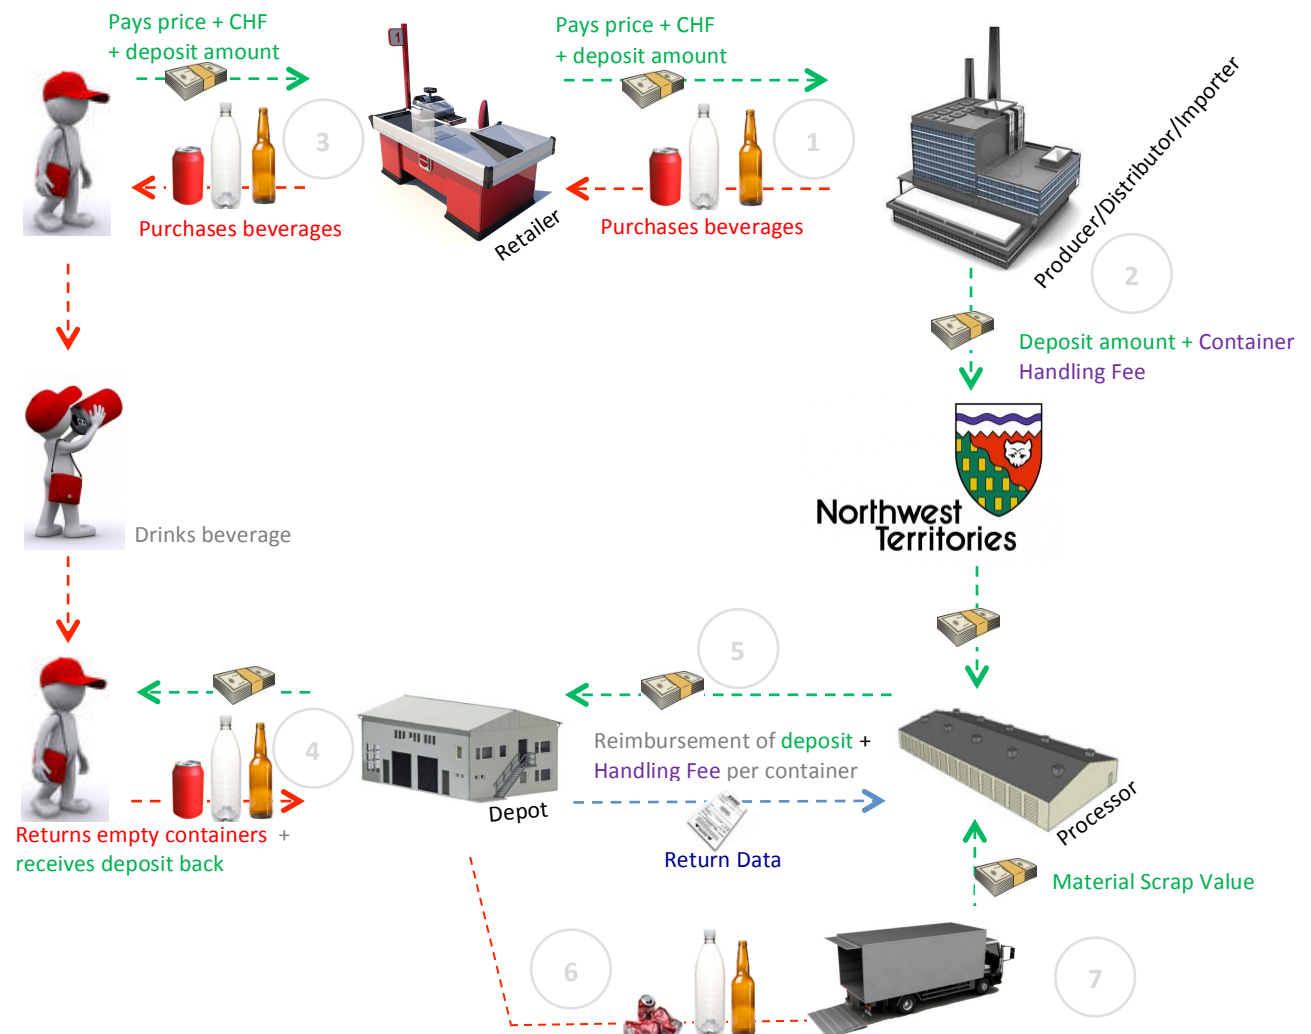 Pays price + CHF
+ deposit amount
Pays price + CHF
+ deposit amount
1
3
1
Purchases beverages
Retailer
Purchases beverages
Producer/Distributor/Importer
2
Deposit amount + Container
Handling Fee
Northwest
Territories
Drinks beverage
5
4
Reimbursement of deposit +
Handling Fee per container
Depot
Processor
Returns empty containers +
receives deposit back
Return Data
Material Scrap Value
6
7